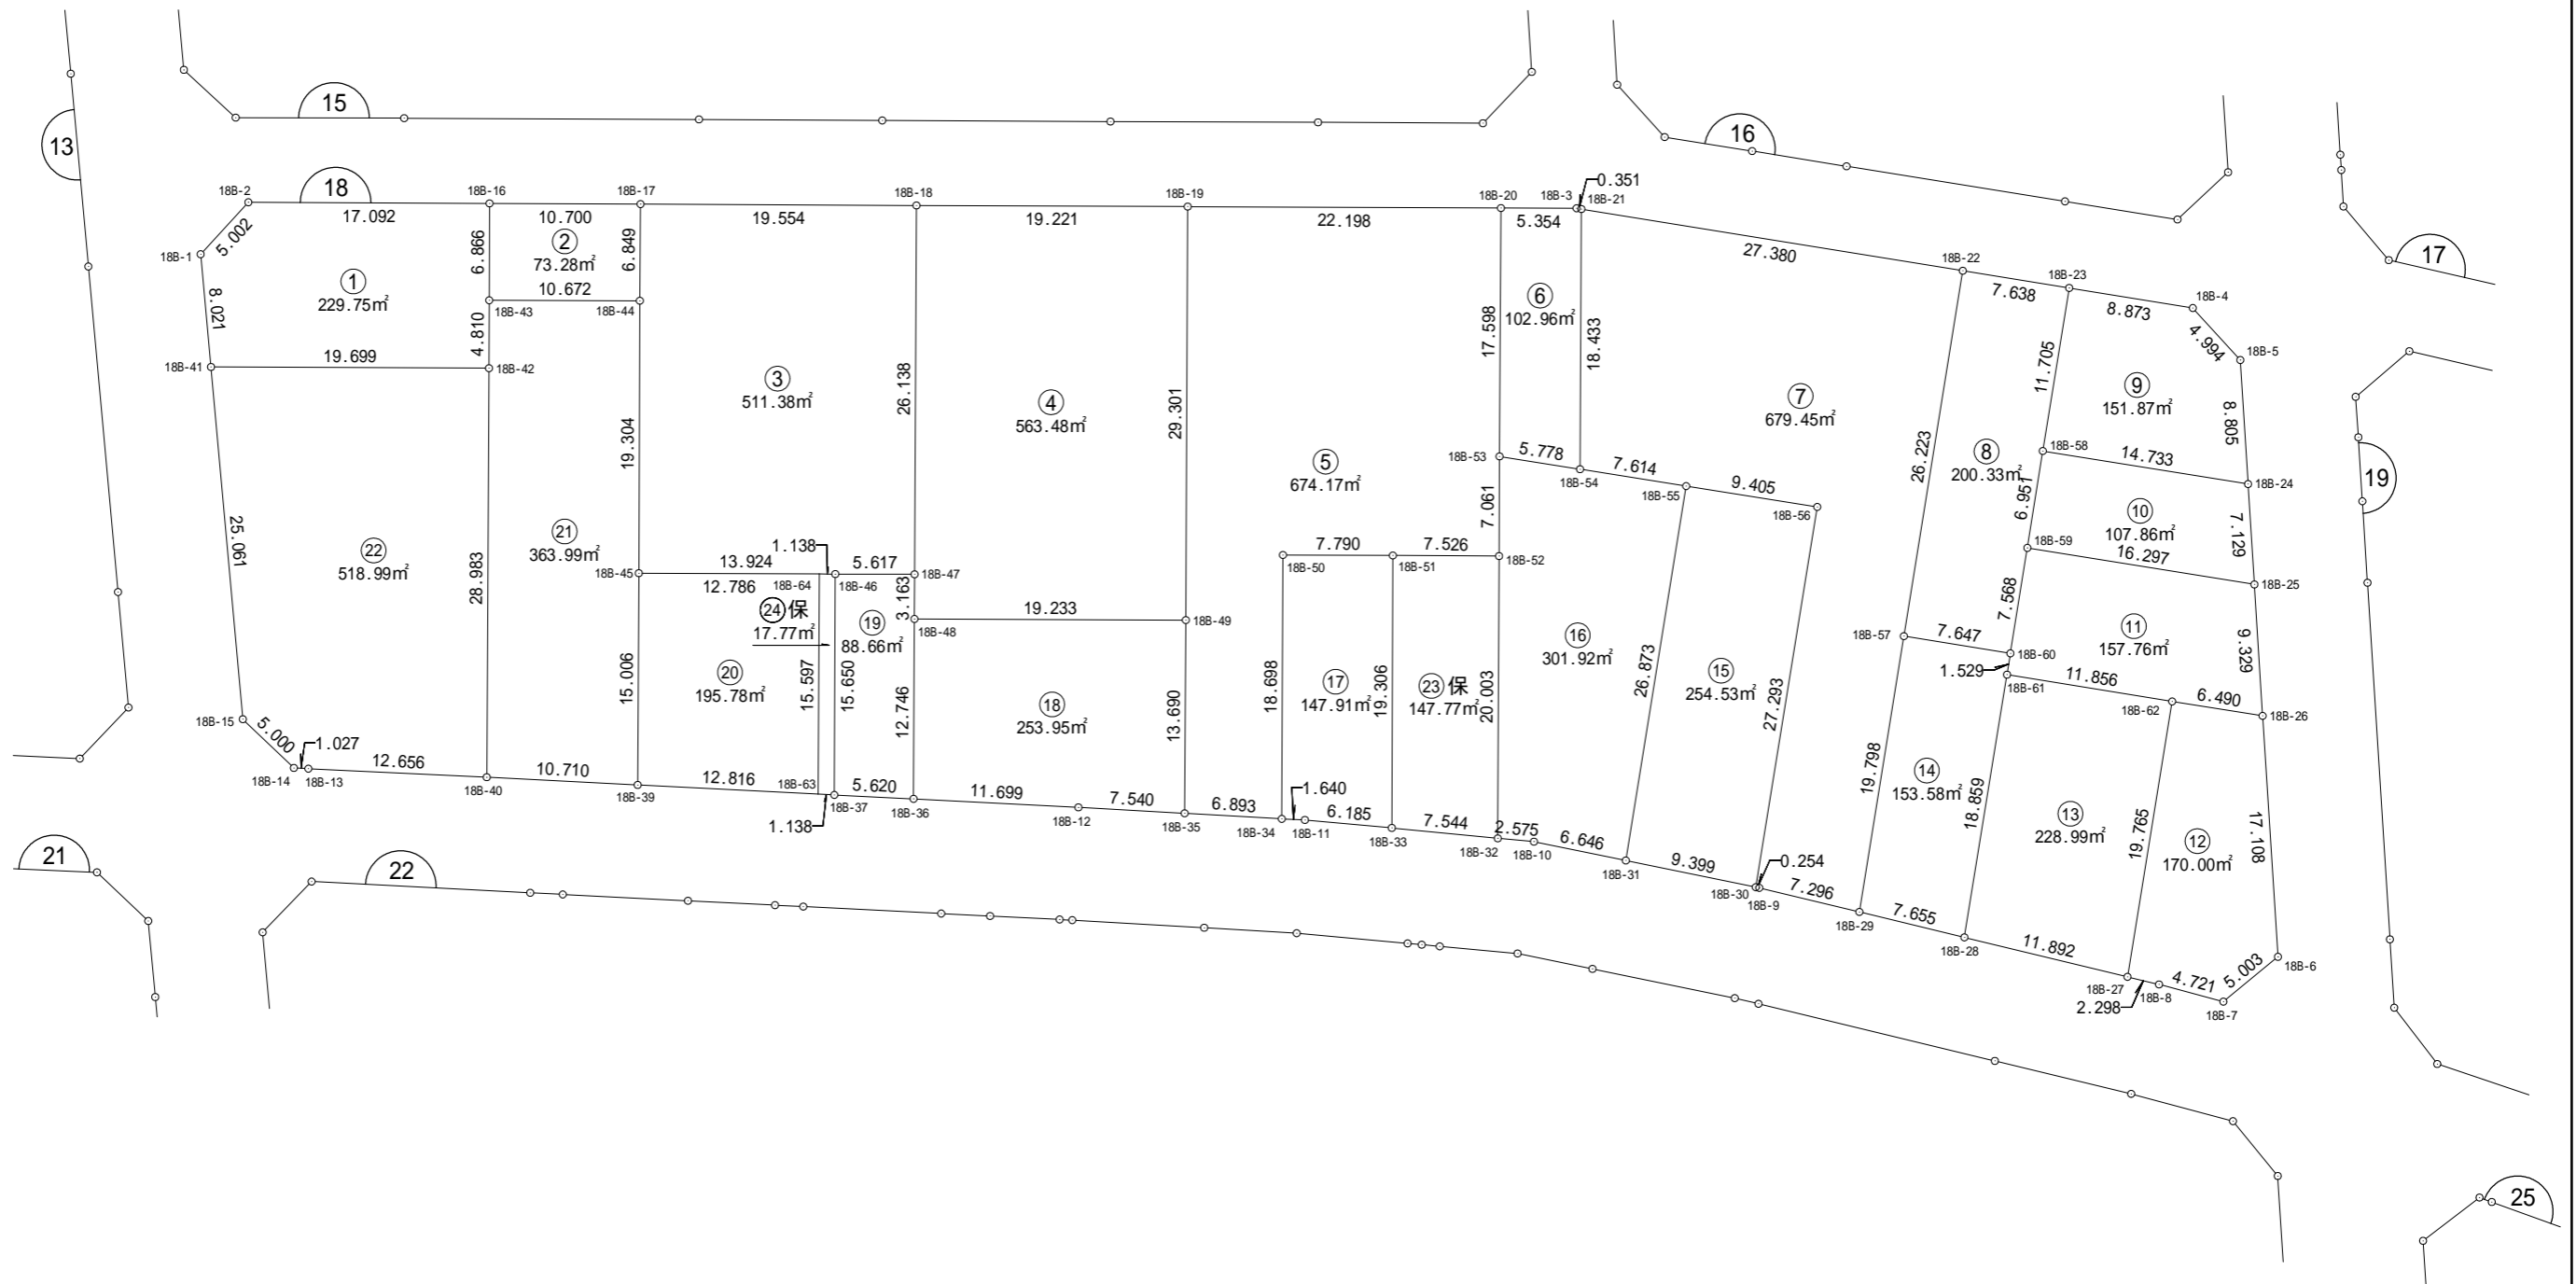 15
13
16
17
18
19
21
22
25
18B-2
18B-16
18B-17
18B-18
18B-19
18B-20
18B-3
0.351
18B-21
17.092
10.700
19.554
19.221
22.198
5.354
27.380
18B-22
7.638
18B-23
8.873
18B-4
4.994
18B-5
5.002
18B-1
8.021
①
229.75㎡
6.866
②
73.28㎡
6.849
10.672
18B-43
18B-44
4.810
19.699
18B-41
18B-42
③
511.38㎡
19.304
26.138
④
563.48㎡
29.301
⑤
674.17㎡
17.598
⑥
102.96㎡
18.433
⑦
679.45㎡
26.223
⑧
200.33㎡
11.705
⑨
151.87㎡
8.805
18B-58
14.733
18B-24
6.951
⑩
107.86㎡
7.129
18B-59
16.297
18B-25
7.568
⑪
157.76㎡
9.329
18B-53
5.778
18B-54
7.614
18B-55
9.405
18B-56
7.061
7.790
7.526
18B-50
18B-51
18B-52
18B-57
7.647
18B-60
1.529
18B-61
11.856
18B-62
6.490
18B-26
25.061
㉒
518.99㎡
28.983
㉑
363.99㎡
18B-45
13.924
1.138
5.617
18B-47
12.786
18B-64
18B-46
3.163
19.233
18B-48
18B-49
㉔保
17.77㎡
⑲
88.66㎡
⑳
195.78㎡
15.006
15.597
15.650
12.746
⑱
253.95㎡
13.690
18.698
⑰
147.91㎡
19.306
㉓保
147.77㎡
20.003
⑯
301.92㎡
26.873
⑮
254.53㎡
27.293
19.798
⑭
153.58㎡
18.859
⑬
228.99㎡
19.765
⑫
170.00㎡
17.108
18B-15
5.000
1.027
18B-14
18B-13
12.656
18B-40
10.710
18B-39
12.816
18B-63
1.138
18B-37
5.620
18B-36
11.699
18B-12
7.540
18B-35
6.893
18B-34
1.640
18B-11
6.185
18B-33
7.544
18B-32
2.575
18B-10
6.646
18B-31
9.399
18B-30
0.254
18B-9
7.296
18B-29
7.655
18B-28
11.892
18B-27
2.298
18B-8
4.721
18B-7
5.003
18B-6